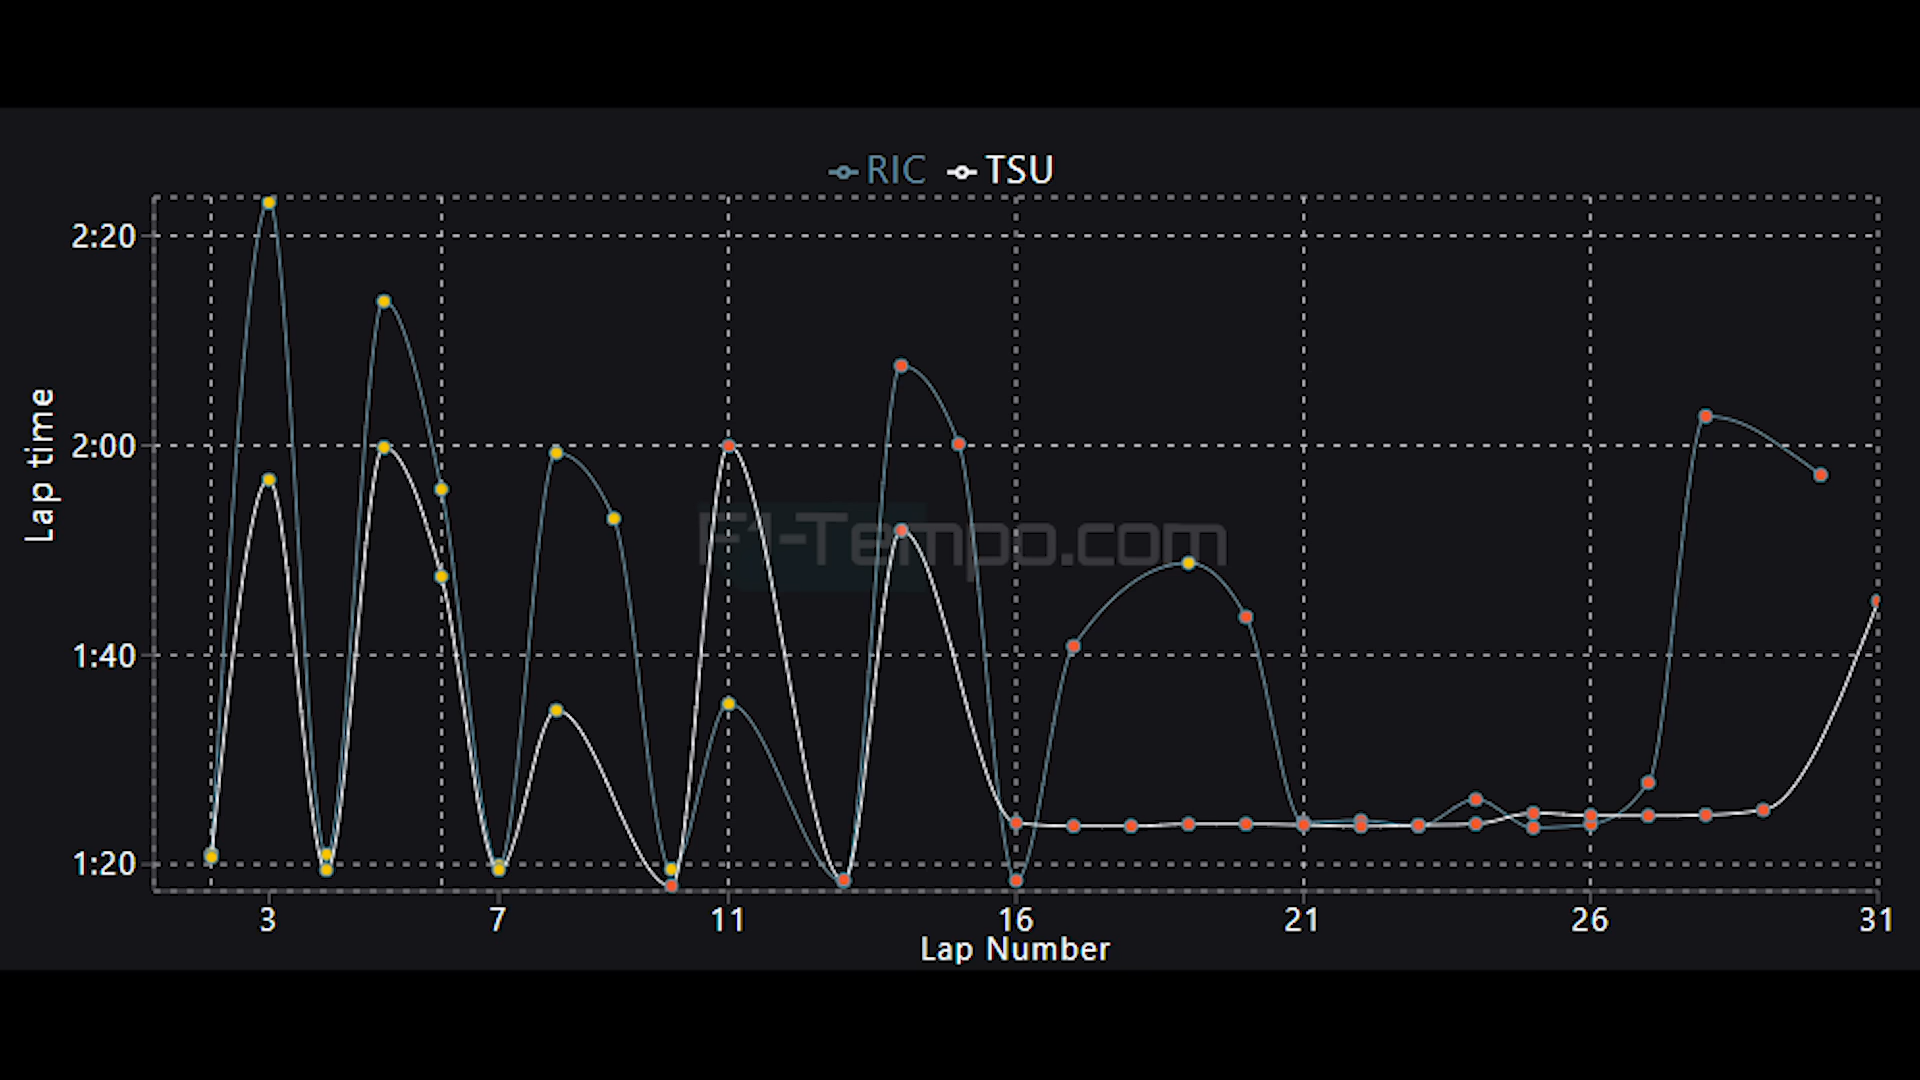 RIC TSU
2:20
2:00
1:40
1:20
Lap time
F1-Tempo.com
3 7 11 16 21 26 31
Lap Number